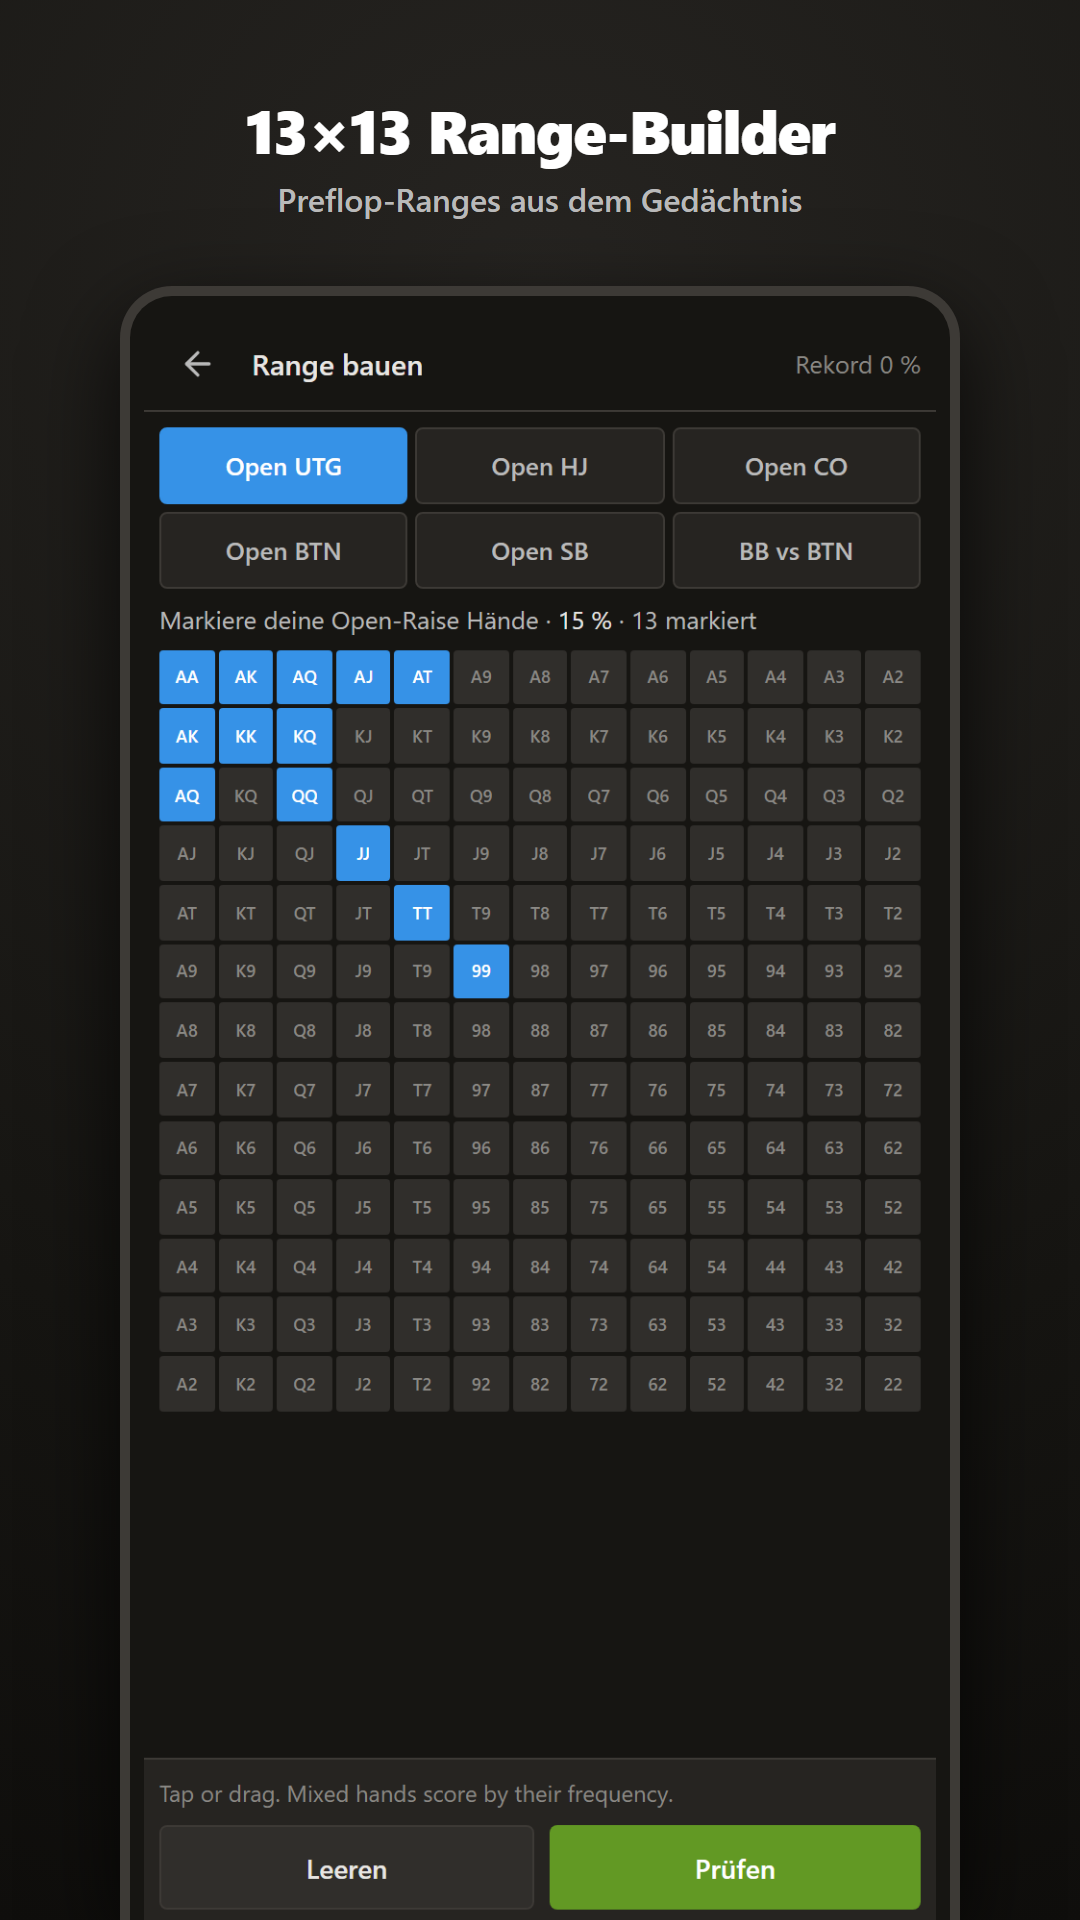 13×13 Range-Builder
Preflop-Ranges aus dem Gedächtnis
Range bauen
Rekord 0 %
Open UTG Open HJ Open CO
Open BTN Open SB BB vs BTN
Markiere deine Open-Raise Hände · 15 % · 13 markiert
AA AK AQ AJ AT A9 A8 A7 A6 A5 A4 A3 A2
AK KK KQ KJ KT K9 K8 K7 K6 K5 K4 K3 K2
AQ KQ QQ QJ QT Q9 Q8 Q7 Q6 Q5 Q4 Q3 Q2
AJ KJ QJ JJ JT J9 J8 J7 J6 J5 J4 J3 J2
AT KT QT JT TT T9 T8 T7 T6 T5 T4 T3 T2
A9 K9 Q9 J9 T9 99 98 97 96 95 94 93 92
A8 K8 Q8 J8 T8 98 88 87 86 85 84 83 82
A7 K7 Q7 J7 T7 97 87 77 76 75 74 73 72
A6 K6 Q6 J6 T6 96 86 76 66 65 64 63 62
A5 K5 Q5 J5 T5 95 85 75 65 55 54 53 52
A4 K4 Q4 J4 T4 94 84 74 64 54 44 43 42
A3 K3 Q3 J3 T3 93 83 73 63 53 43 33 32
A2 K2 Q2 J2 T2 92 82 72 62 52 42 32 22
Tap or drag. Mixed hands score by their frequency.
Leeren Prüfen